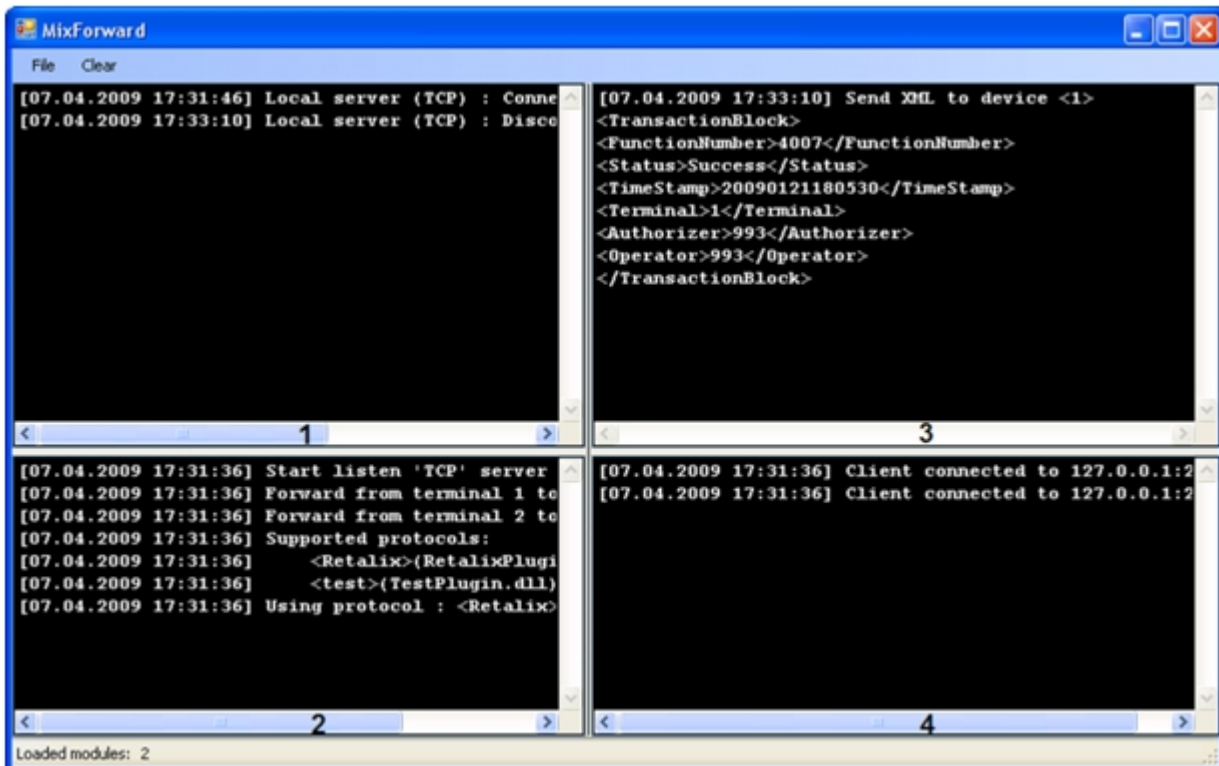 MixForward
File Clear
[07.04.2009 17:31:46] Local server (TCP) : Conne
[07.04.2009 17:33:10] Local server (TCP) : Disco
1
[07.04.2009 17:33:10] Send XML to device <1>
<TransactionBlock>
<FunctionNumber>4007</FunctionNumber>
<Status>Success</Status>
<TimeStamp>20090121180530</TimeStamp>
<Terminal>1</Terminal>
<Authorizer>993</Authorizer>
<Operator>993</Operator>
</TransactionBlock>
3
[07.04.2009 17:31:36] Start listen 'TCP' server
[07.04.2009 17:31:36] Forward from terminal 1 to
[07.04.2009 17:31:36] Forward from terminal 2 to
[07.04.2009 17:31:36] Supported protocols:
[07.04.2009 17:31:36] <Retalix>(RetalixPlugi
[07.04.2009 17:31:36] <test>(TestPlugin.dll)
[07.04.2009 17:31:36] Using protocol : <Retalix>
2
[07.04.2009 17:31:36] Client connected to 127.0.0.1:2
[07.04.2009 17:31:36] Client connected to 127.0.0.1:2
4
Loaded modules: 2